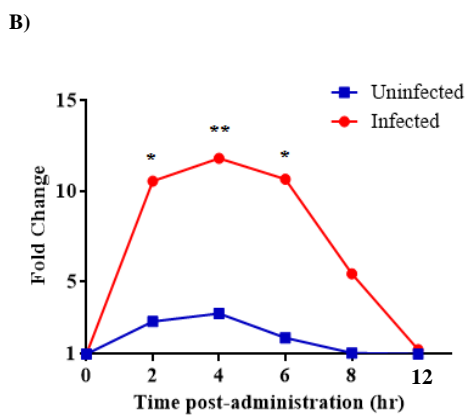 B)
Uninfected
Infected
15
10
5
1
Fold Change
*
**
*
0 2 4 6 8 12
Time post-administration (hr)